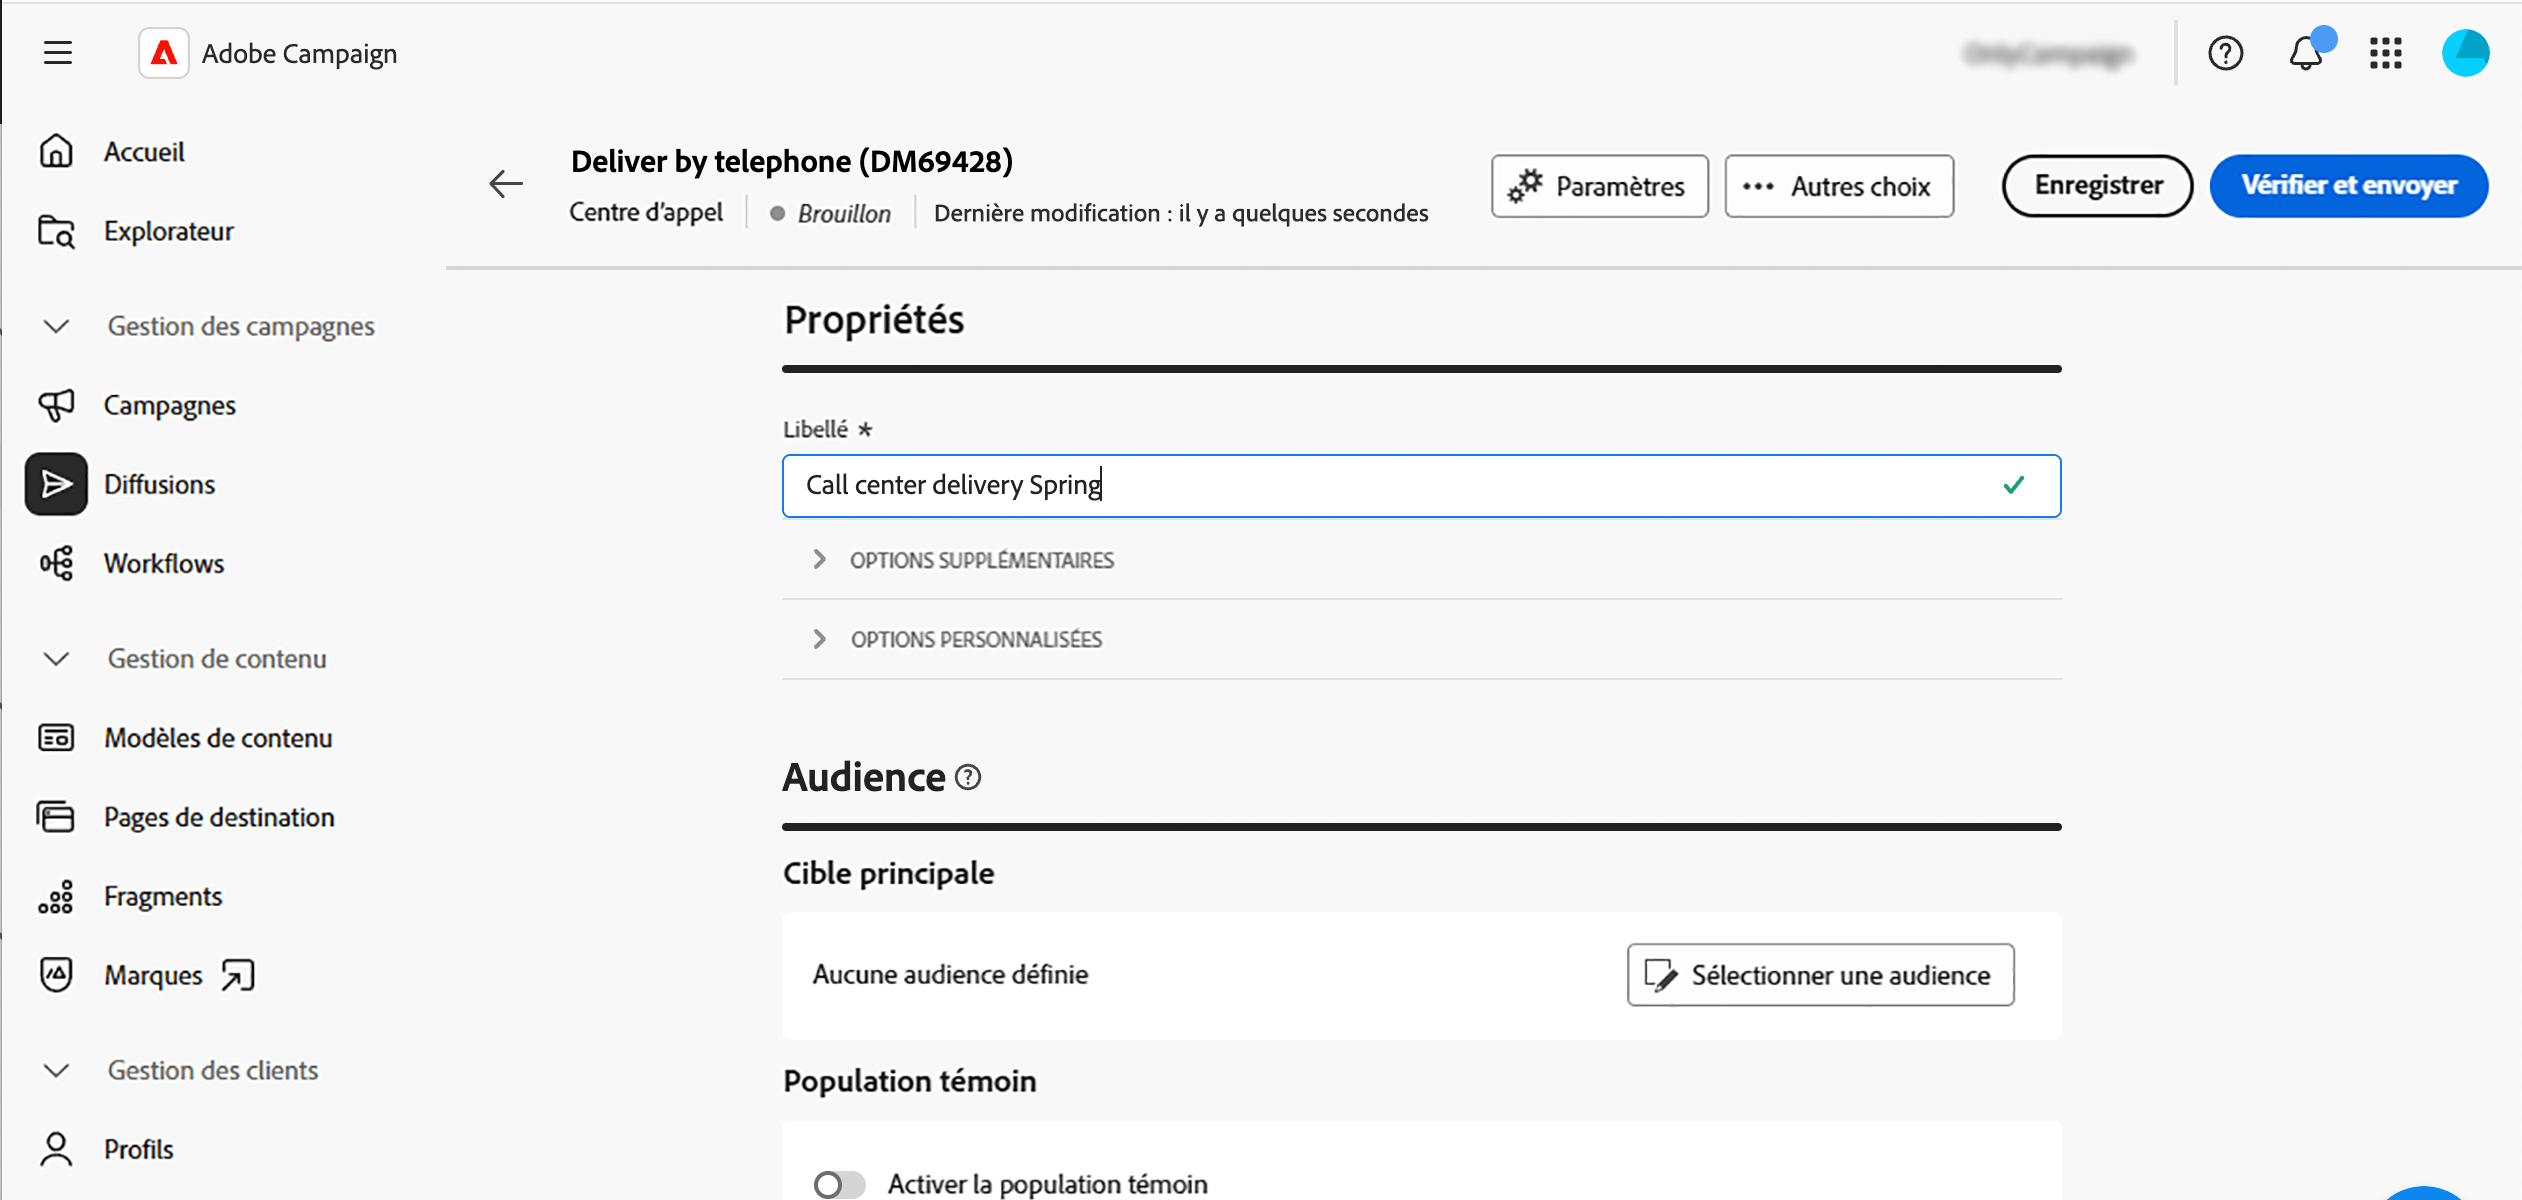 Adobe Campaign
Accueil
Explorateur
Gestion des campagnes
Campagnes
Diffusions
Workflows
Gestion de contenu
Modèles de contenu
Pages de destination
Fragments
Marques
Gestion des clients
Profils
Deliver by telephone (DM69428)
Centre d'appel
Brouillon
Dernière modification : il y a quelques secondes
Paramètres
Autres choix
Enregistrer
Vérifier et envoyer
Propriétés
Libellé *
Call center delivery Spring
OPTIONS SUPPLÉMENTAIRES
OPTIONS PERSONNALISÉES
Audience
Cible principale
Aucune audience définie
Sélectionner une audience
Population témoin
Activer la population témoin